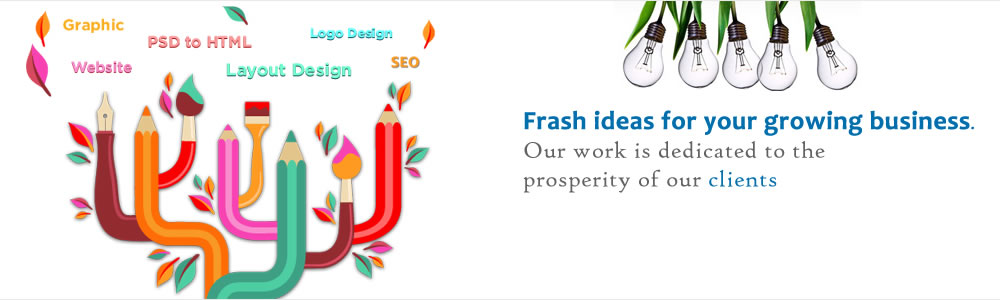 Graphic
PSD to HTML
Logo Design
Website
Layout Design
SEO
Frash ideas for your growing business.
Our work is dedicated to the
prosperity of our clients